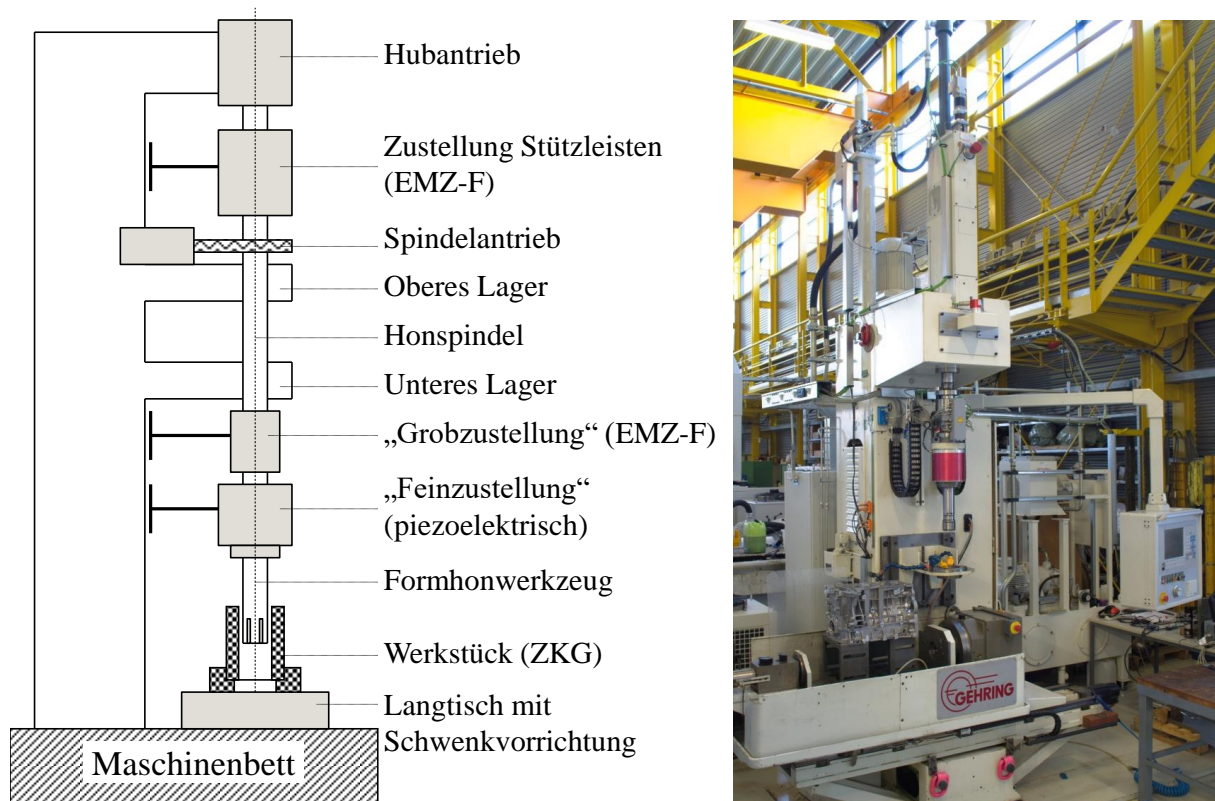 Hubantrieb
Zustellung Stützleisten
(EMZ-F)
Spindelantrieb
Oberes Lager
Honspindel
Unteres Lager
„Grobzustellung“ (EMZ-F)
„Feinzustellung“
(piezoelektrisch)
Formhonwerkzeug
Werkstück (ZKG)
Langtisch mit
Schwenkvorrichtung
Maschinenbett
GEHRING